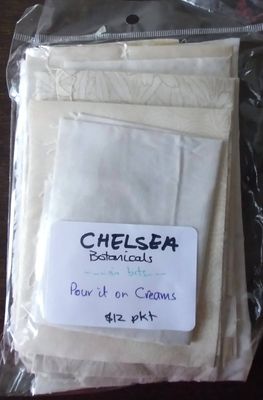 CHELSEA
Botanicals
bits
Pour it on Creams
$12 pkt